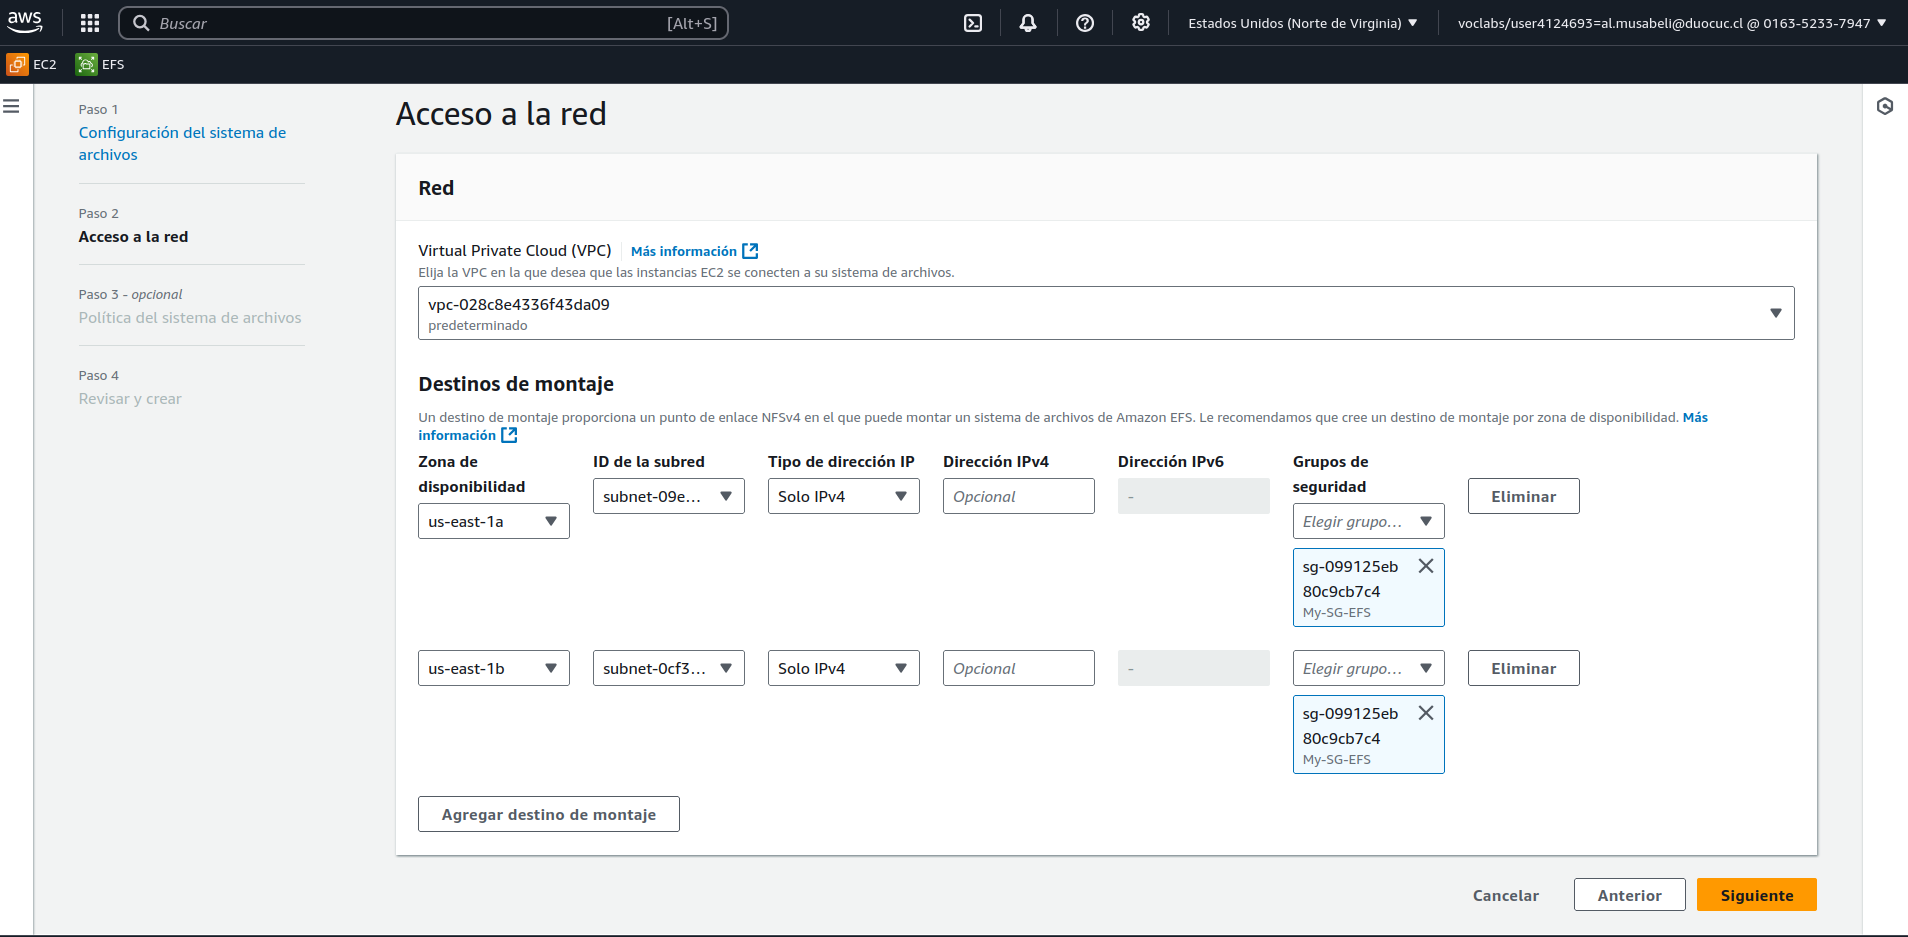 aws
Buscar
[Alt+S]
Estados Unidos (Norte de Virginia)
voclabs/user4124693=al.musabeli@duocuc.cl @ 0163-5233-7947
EC2
EFS
Paso 1
Configuración del sistema de
archivos
Paso 2
Acceso a la red
Paso 3 - opcional
Política del sistema de archivos
Paso 4
Revisar y crear
Acceso a la red
Red
Virtual Private Cloud (VPC)
Más información
Elija la VPC en la que desea que las instancias EC2 se conecten a su sistema de archivos.
vpc-028c8e4336f43da09
predeterminado
Destinos de montaje
Un destino de montaje proporciona un punto de enlace NFSv4 en el que puede montar un sistema de archivos de Amazon EFS. Le recomendamos que cree un destino de montaje por zona de disponibilidad. Más
información
Zona de
disponibilidad
us-east-1a
ID de la subred
subnet-09e...
Tipo de dirección IP
Solo IPv4
Dirección IPv4
Opcional
Dirección IPv6
-
Grupos de
seguridad
Elegir grupo...
sg-099125eb
80c9cb7c4
My-SG-EFS
Eliminar
us-east-1b
subnet-0cf3...
Solo IPv4
Opcional
-
Elegir grupo...
sg-099125eb
80c9cb7c4
My-SG-EFS
Eliminar
Agregar destino de montaje
Cancelar
Anterior
Siguiente